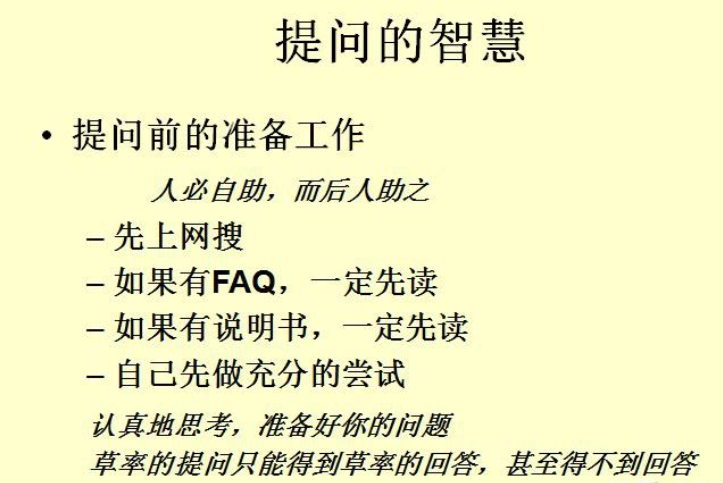 提问的智慧
• 提问前的准备工作
人必自助，而后人助之
– 先上网搜
– 如果有FAQ，一定先读
– 如果有说明书，一定先读
– 自己先做充分的尝试
认真地思考，准备好你的问题
草率的提问只能得到草率的回答，甚至得不到回答